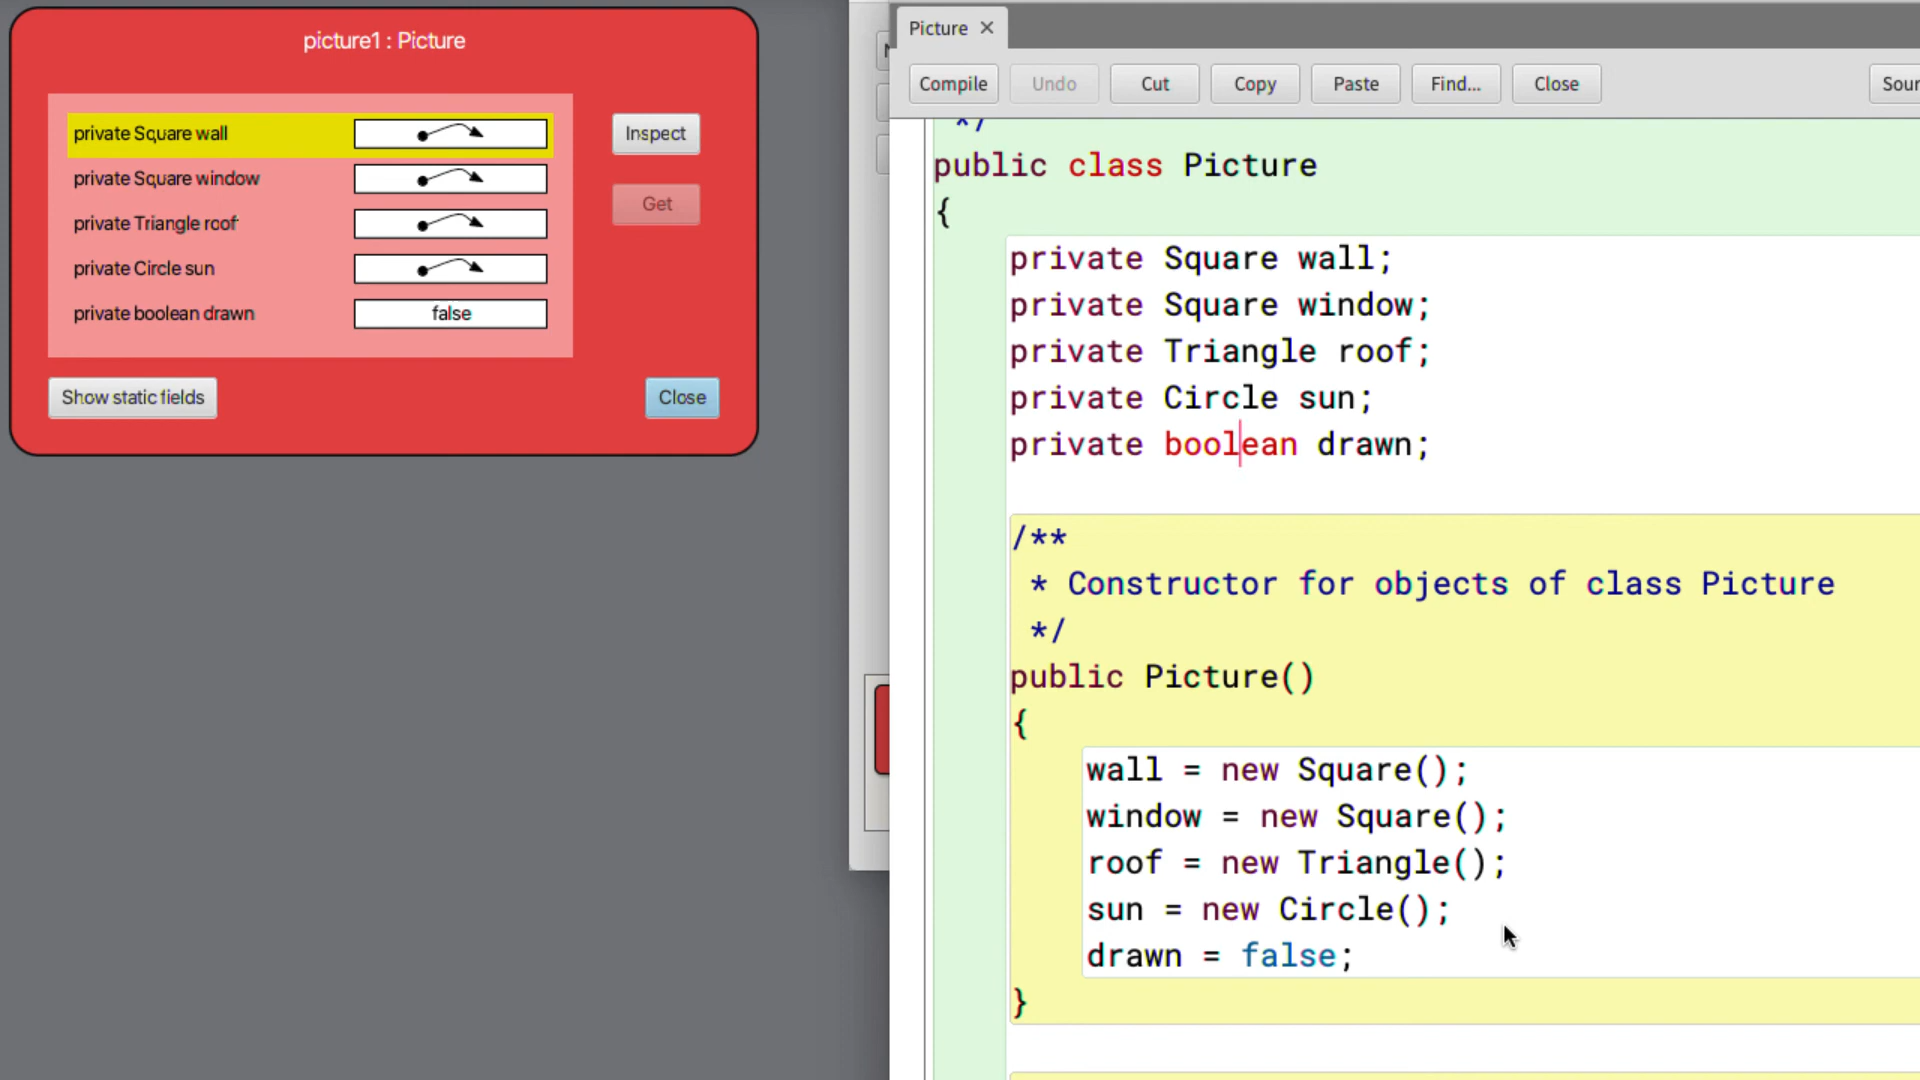 picture1 : Picture
private Square wall
private Square window
private Triangle roof
private Circle sun
private boolean drawn
false
Inspect
Get
Show static fields
Close
Picture ×
Compile
Undo
Cut
Copy
Paste
Find...
Close
*/
public class Picture
{
private Square wall;
private Square window;
private Triangle roof;
private Circle sun;
private boolean drawn;
/**
* Constructor for objects of class Picture
*/
public Picture()
{
wall = new Square();
window = new Square();
roof = new Triangle();
sun = new Circle();
drawn = false;
}